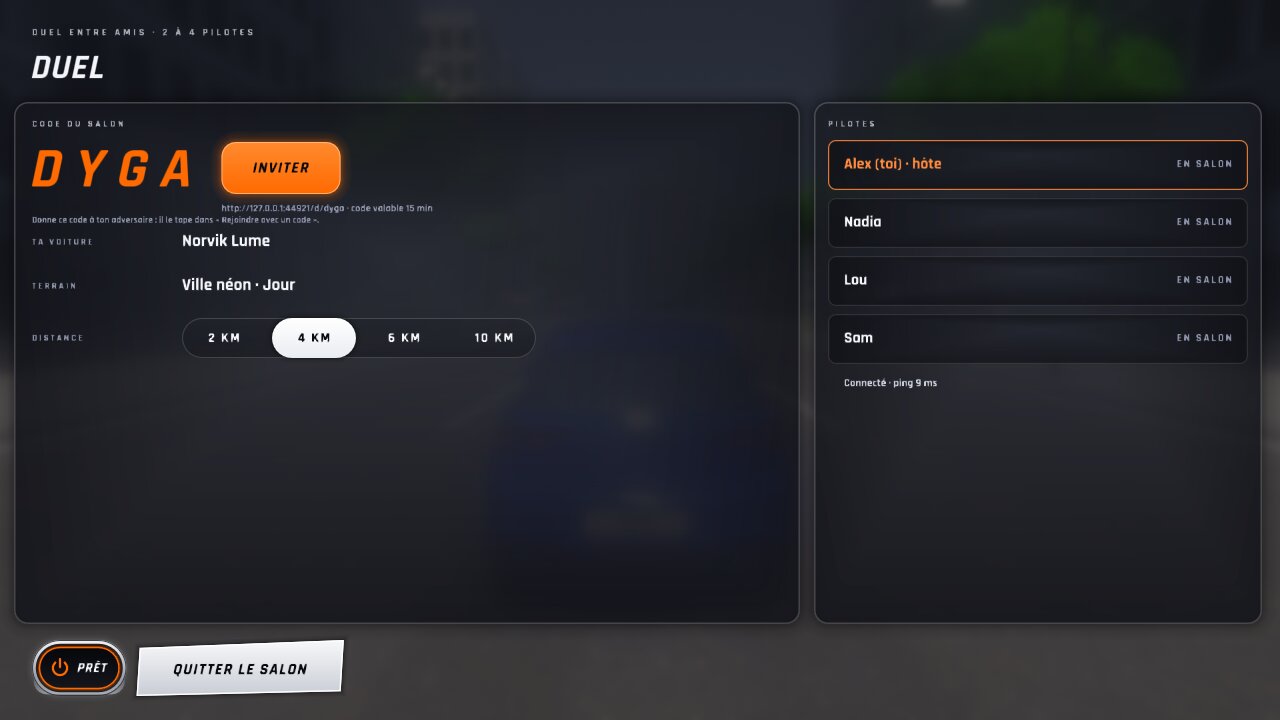 DUEL ENTRE AMIS · 2 À 4 PILOTES
DUEL
CODE DU SALON
DYGA
INVITER
http://127.0.0.1:44921/d/dyga · code valable 15 min
Donne ce code à ton adversaire : il le tape dans « Rejoindre avec un code ».
TA VOITURE
Norvik Lume
TERRAIN
Ville néon · Jour
DISTANCE
2 KM
4 KM
6 KM
10 KM
PILOTES
Alex (toi) · hôte
EN SALON
Nadia
EN SALON
Lou
EN SALON
Sam
EN SALON
Connecté · ping 9 ms
PRÊT
QUITTER LE SALON